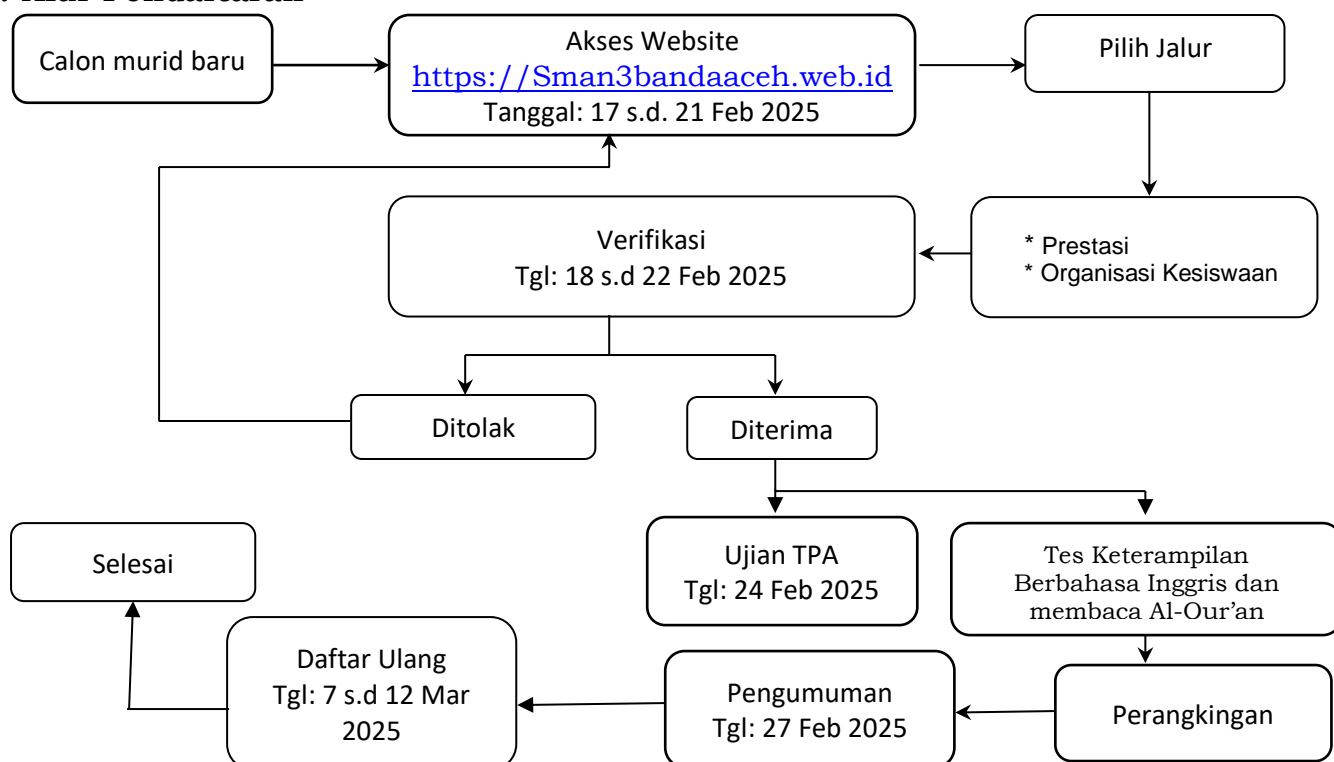 Calon murid baru
Akses Website
https://Sman3bandaaceh.web.id
Tanggal: 17 s.d. 21 Feb 2025
Pilih Jalur
* Prestasi
* Organisasi Kesiswaan
Verifikasi
Tgl: 18 s.d 22 Feb 2025
Ditolak
Diterima
Ujian TPA
Tgl: 24 Feb 2025
Tes Keterampilan
Berbahasa Inggris dan
membaca Al-Our’an
Perangkingan
Pengumuman
Tgl: 27 Feb 2025
Daftar Ulang
Tgl: 7 s.d 12 Mar
2025
Selesai